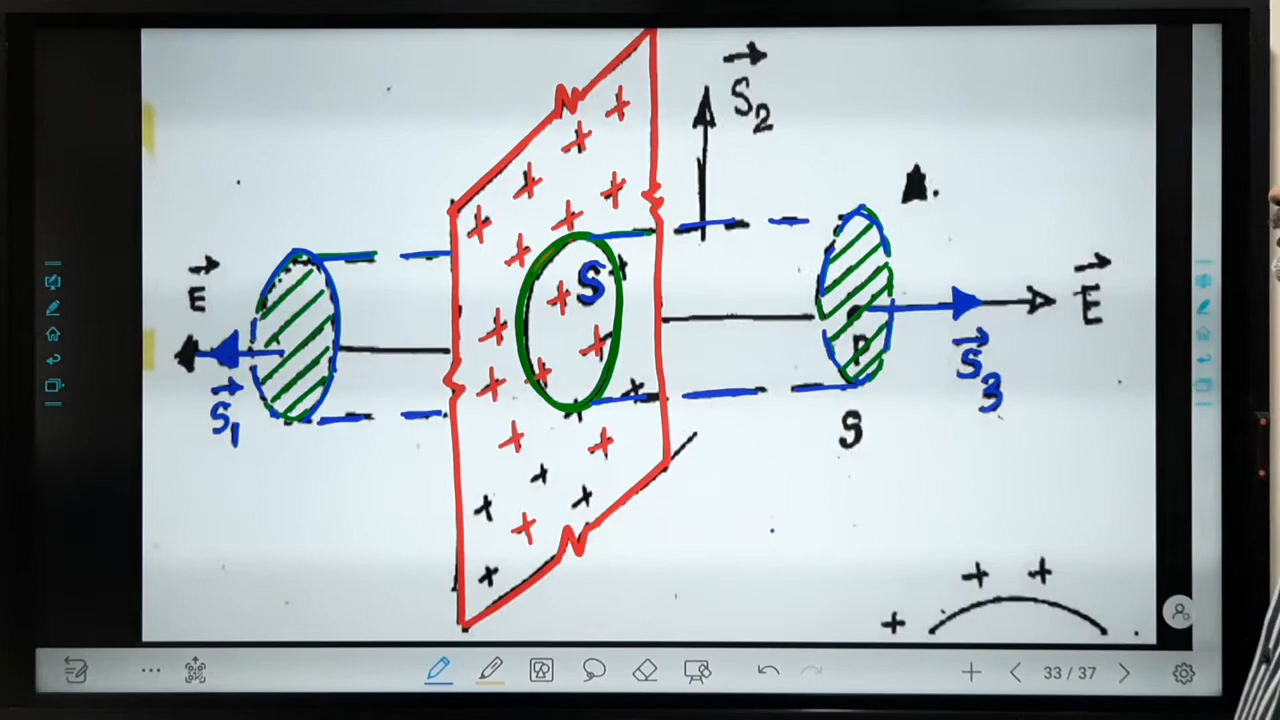 →
S₂
→
E
→
E
S
P
→
S₁
→
S₃
S
+ +
+
33 / 37